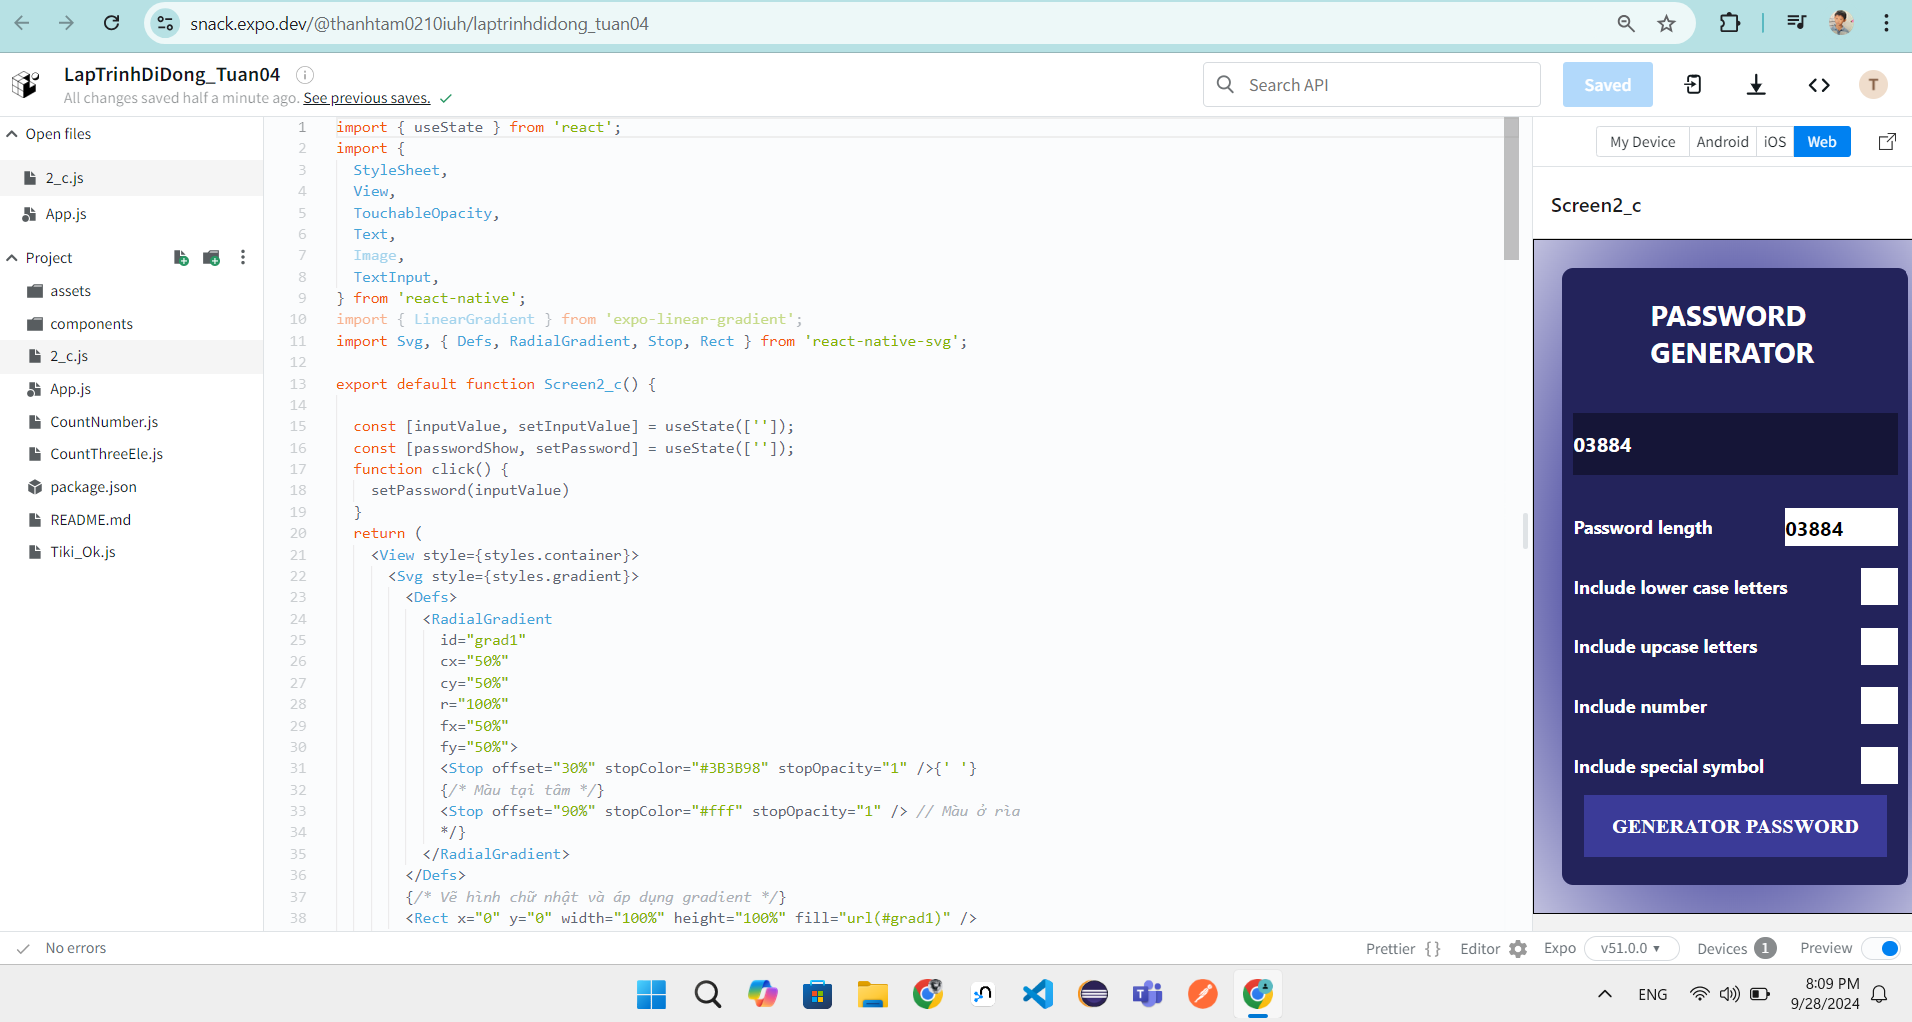 snack.expo.dev/@thanhtam0210iuh/laptrinhdidong_tuan04
LapTrinhDiDong_Tuan04
All changes saved half a minute ago. See previous saves.
Search API
Saved
T
Open files
2_c.js
App.js
Project
assets
components
2_c.js
App.js
CountNumber.js
CountThreeEle.js
package.json
README.md
Tiki_Ok.js
1 import { useState } from 'react';
2 import {
3 StyleSheet,
4 View,
5 TouchableOpacity,
6 Text,
7 Image,
8 TextInput,
9 } from 'react-native';
10 import { LinearGradient } from 'expo-linear-gradient';
11 import Svg, { Defs, RadialGradient, Stop, Rect } from 'react-native-svg';
12
13 export default function Screen2_c() {
14
15 const [inputValue, setInputValue] = useState(['']);
16 const [passwordShow, setPassword] = useState(['']);
17 function click() {
18 setPassword(inputValue)
19 }
20 return (
21 <View style={styles.container}>
22 <Svg style={styles.gradient}>
23 <Defs>
24 <RadialGradient
25 id="grad1"
26 cx="50%"
27 cy="50%"
28 r="100%"
29 fx="50%"
30 fy="50%">
31 <Stop offset="30%" stopColor="#3B3B98" stopOpacity="1" />{' '}
32 {/* Màu tại tâm */}
33 <Stop offset="90%" stopColor="#fff" stopOpacity="1" /> // Màu ở rìa
34 */}
35 </RadialGradient>
36 </Defs>
37 {/* Vẽ hình chữ nhật và áp dụng gradient */}
38 <Rect x="0" y="0" width="100%" height="100%" fill="url(#grad1)" />
My Device Android iOS Web
Screen2_c
PASSWORD
GENERATOR
03884
Password length 03884
Include lower case letters
Include upcase letters
Include number
Include special symbol
GENERATOR PASSWORD
No errors
Prettier {} Editor Expo v51.0.0 Devices 1 Preview
ENG
8:09 PM
9/28/2024